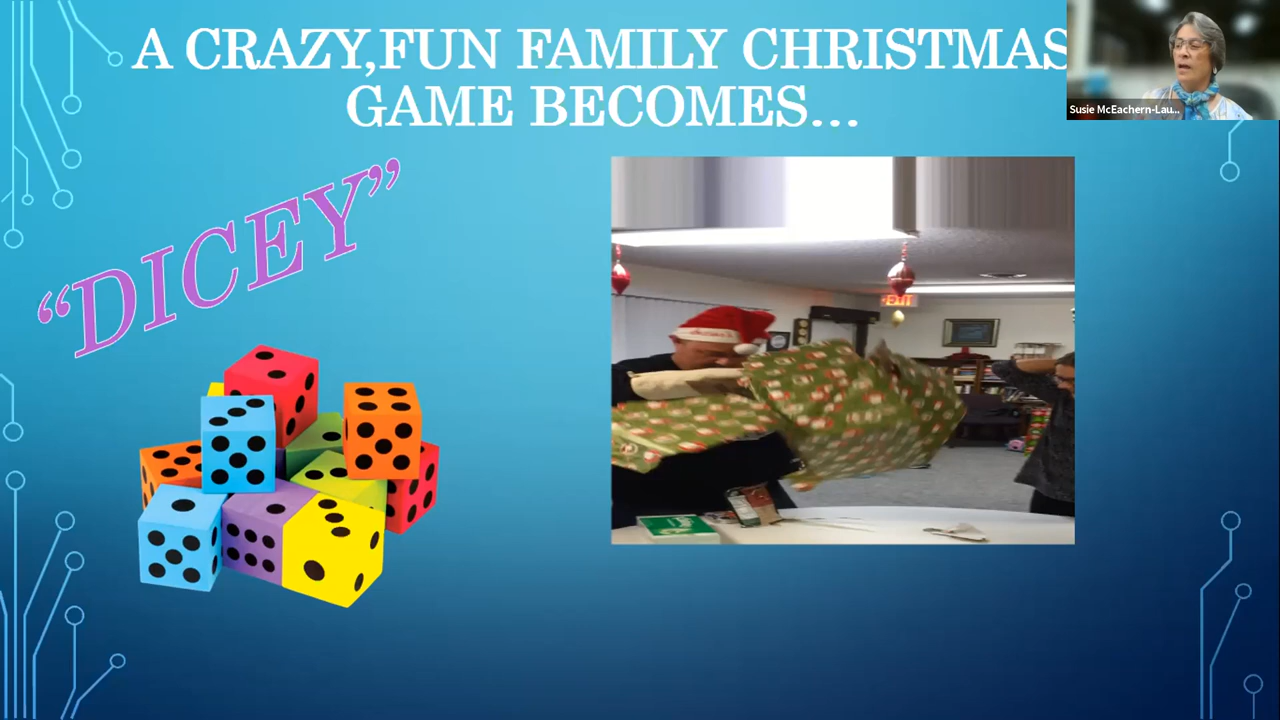 A CRAZY,FUN FAMILY CHRISTMAS
GAME BECOMES...
Susie McEachern-Lau...
“DICEY”
EXIT